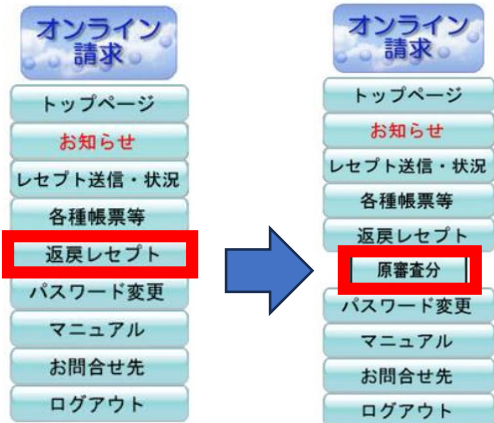 オンライン
請求
トップページ
お知らせ
レセプト送信・状況
各種帳票等
返戻レセプト
パスワード変更
マニュアル
お問合せ先
ログアウト
オンライン
請求
トップページ
お知らせ
レセプト送信・状況
各種帳票等
返戻レセプト
原審査分
パスワード変更
マニュアル
お問合せ先
ログアウト